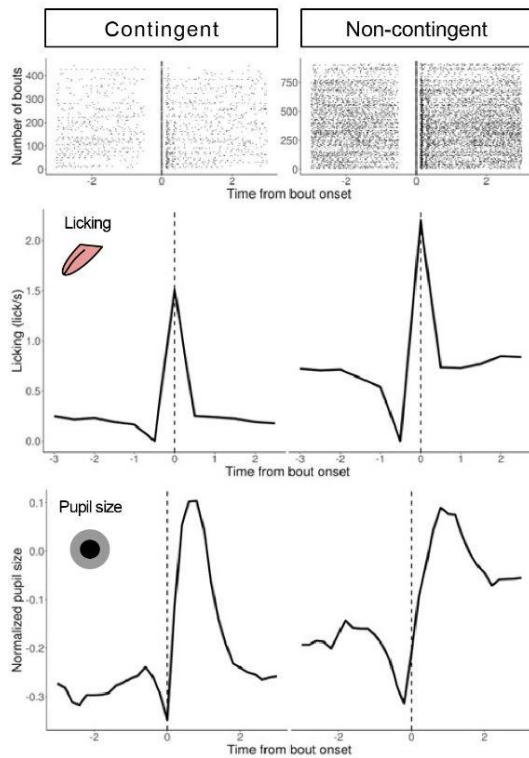 Contingent
Non-contingent
Number of bouts
400
300
200
100
0
750
500
250
0
-2 0 2
-2 0 2
Time from bout onset
Licking
Licking (lick/s)
2.0
1.5
1.0
0.5
0.0
-3 -2 -1 0 1 2
-3 -2 -1 0 1 2
Time from bout onset
Pupil size
Normalized pupil size
0.1
0.0
-0.1
-0.2
-0.3
-2 0 2
-2 0 2
Time from bout onset